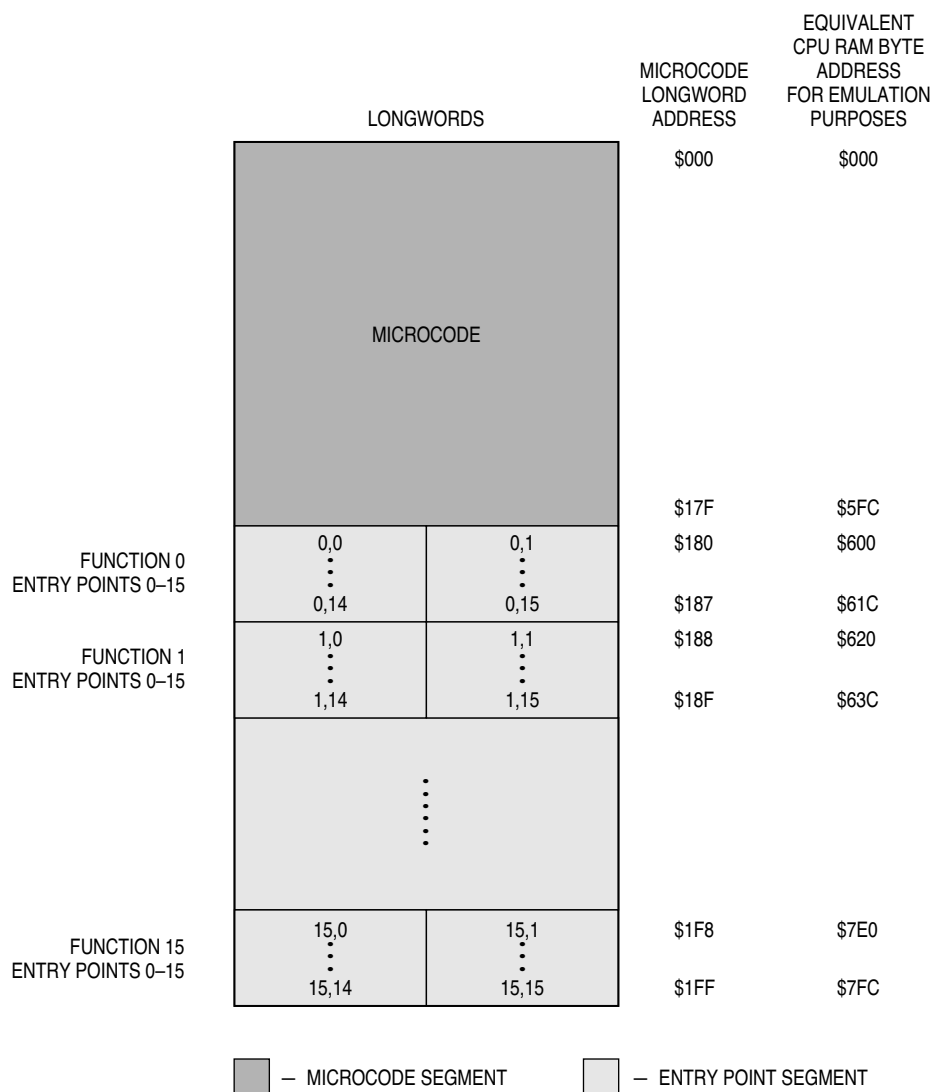 EQUIVALENT
CPU RAM BYTE
ADDRESS
FOR EMULATION
PURPOSES
MICROCODE
LONGWORD
ADDRESS
LONGWORDS
$000 $000
MICROCODE
$17F $5FC
FUNCTION 0
ENTRY POINTS 0–15
0,0 0,1 $180 $600
0,14 0,15 $187 $61C
FUNCTION 1
ENTRY POINTS 0–15
1,0 1,1 $188 $620
1,14 1,15 $18F $63C
FUNCTION 15
ENTRY POINTS 0–15
15,0 15,1 $1F8 $7E0
15,14 15,15 $1FF $7FC
– MICROCODE SEGMENT – ENTRY POINT SEGMENT